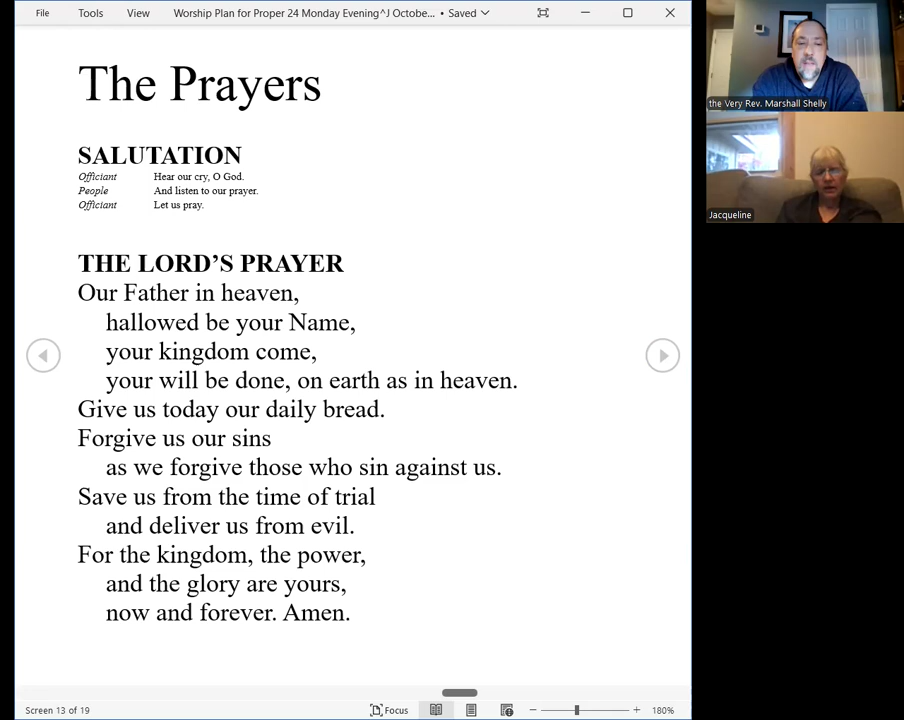 File Tools View Worship Plan for Proper 24 Monday Evening^J Octobe... • Saved
The Prayers
SALUTATION
Officiant Hear our cry, O God.
People And listen to our prayer.
Officiant Let us pray.
THE LORD'S PRAYER
Our Father in heaven,
hallowed be your Name,
your kingdom come,
your will be done, on earth as in heaven.
Give us today our daily bread.
Forgive us our sins
as we forgive those who sin against us.
Save us from the time of trial
and deliver us from evil.
For the kingdom, the power,
and the glory are yours,
now and forever. Amen.
Screen 13 of 19 Focus 180%
the Very Rev. Marshall Shelly
Jacqueline